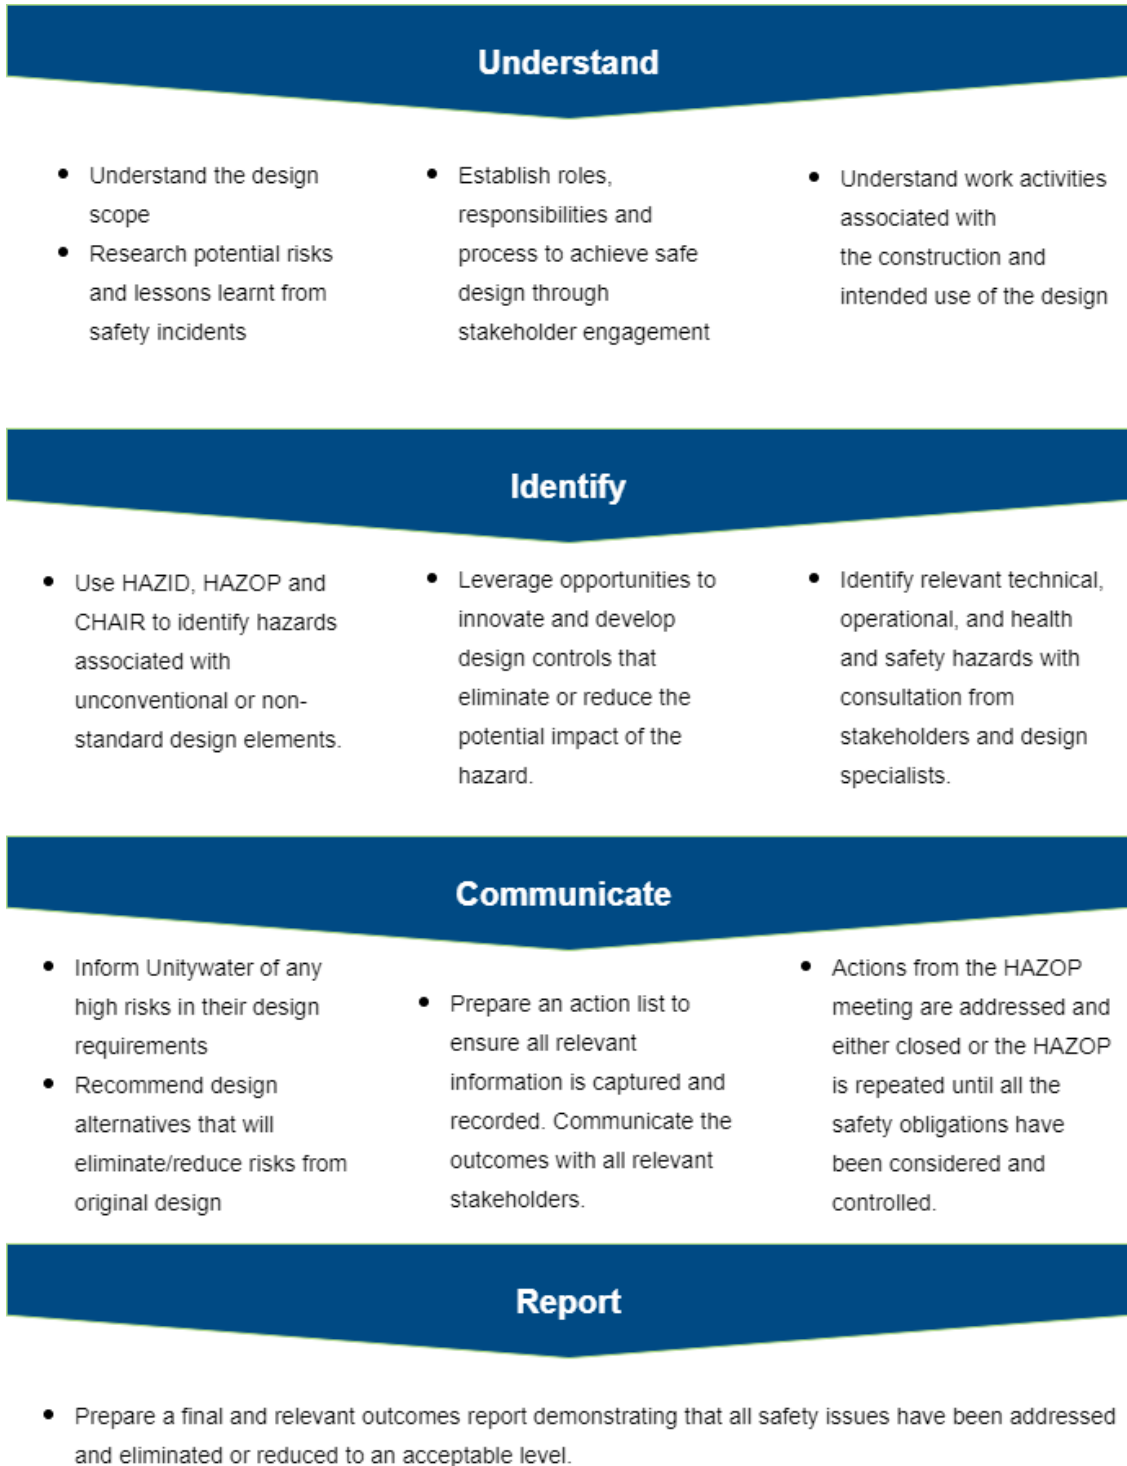 Understand
• Understand the design
scope
• Research potential risks
and lessons learnt from
safety incidents
• Establish roles,
responsibilities and
process to achieve safe
design through
stakeholder engagement
• Understand work activities
associated with
the construction and
intended use of the design
Identify
• Use HAZID, HAZOP and
CHAIR to identify hazards
associated with
unconventional or non-
standard design elements.
• Leverage opportunities to
innovate and develop
design controls that
eliminate or reduce the
potential impact of the
hazard.
• Identify relevant technical,
operational, and health
and safety hazards with
consultation from
stakeholders and design
specialists.
Communicate
• Inform Unitywater of any
high risks in their design
requirements
• Recommend design
alternatives that will
eliminate/reduce risks from
original design
• Prepare an action list to
ensure all relevant
information is captured and
recorded. Communicate the
outcomes with all relevant
stakeholders.
• Actions from the HAZOP
meeting are addressed and
either closed or the HAZOP
is repeated until all the
safety obligations have
been considered and
controlled.
Report
• Prepare a final and relevant outcomes report demonstrating that all safety issues have been addressed
and eliminated or reduced to an acceptable level.